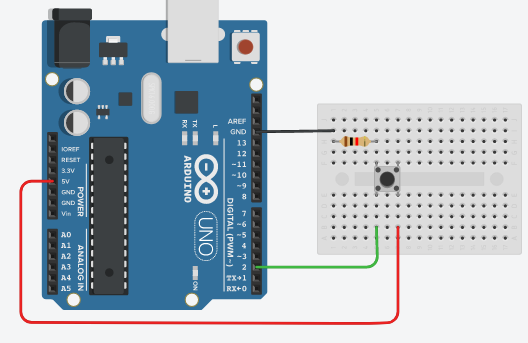 AREF
GND
13
12
~11
~10
~9
8
7
~6
~5
4
~3
2
TX→1
RX←0
DIGITAL (PWM~)
IOREF
RESET
3.3V
5V
GND
GND
Vin
POWER
A0
A1
A2
A3
A4
A5
ANALOG IN
RX
TX
L
ARDUINO
UNO
ON